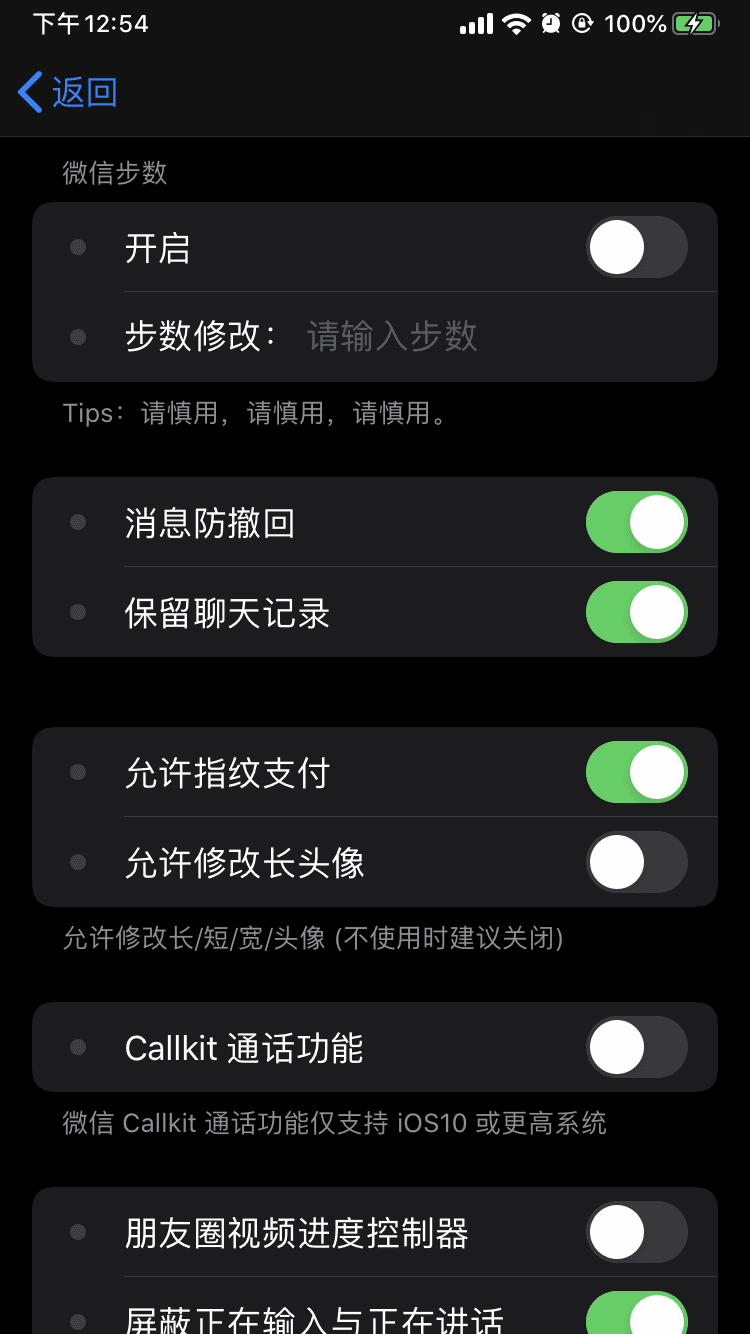 下午12:54
100%
返回
微信步数
开启
步数修改： 请输入步数
Tips：请慎用，请慎用，请慎用。
消息防撤回
保留聊天记录
允许指纹支付
允许修改长头像
允许修改长/短/宽/头像 (不使用时建议关闭)
Callkit 通话功能
微信 Callkit 通话功能仅支持 iOS10 或更高系统
朋友圈视频进度控制器
屏蔽正在输入与正在讲话